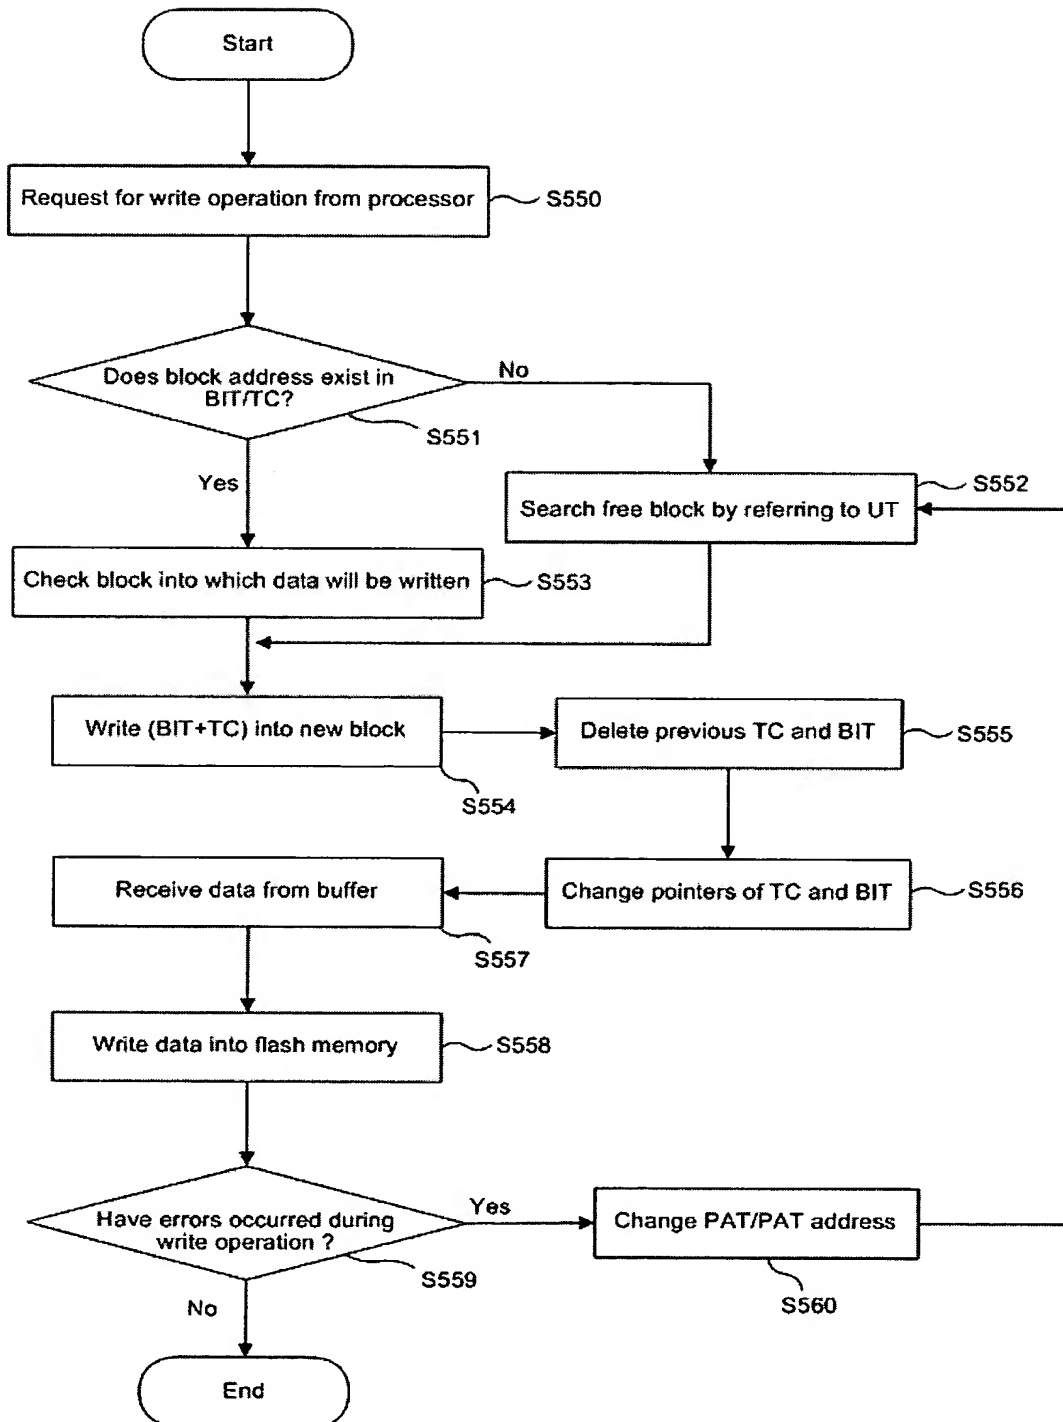 Start
Request for write operation from processor
S550
Does block address exist in
BIT/TC?
No
S551
Yes
S552
Search free block by referring to UT
Check block into which data will be written
S553
Write (BIT+TC) into new block
S554
Delete previous TC and BIT
S555
Receive data from buffer
S557
Change pointers of TC and BIT
S556
Write data into flash memory
S558
Have errors occurred during
write operation ?
Yes
S559
Change PAT/PAT address
S560
No
End